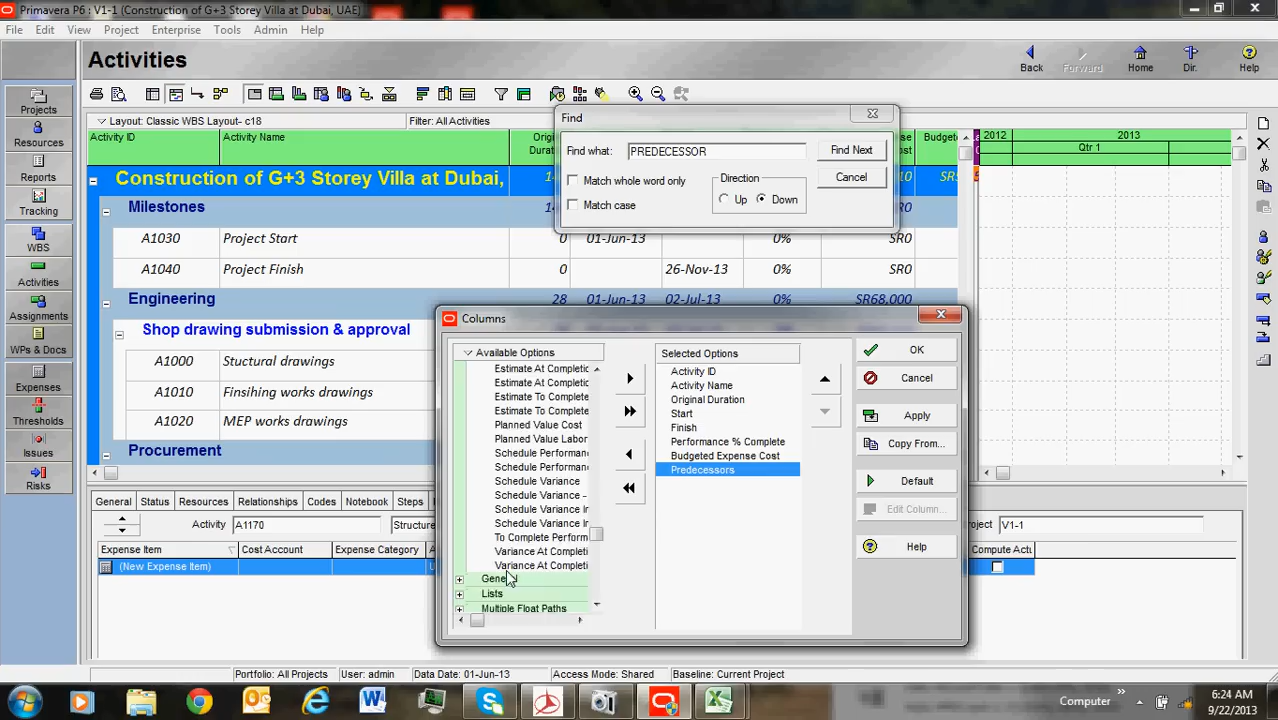 Primavera P6 : V1-1 (Construction of G+3 Storey Villa at Dubai, UAE)
File Edit View Project Enterprise Tools Admin Help
Activities
Back Forward Home Dir. Help
Projects
Resources
Reports
Tracking
WBS
Activities
Assignments
WPs & Docs
Expenses
Thresholds
Issues
Risks
Layout: Classic WBS Layout- c18 Filter: All Activities
Activity ID Activity Name
2012 2013
Qtr 1
Construction of G+3 Storey Villa at Dubai,
Milestones
A1030 Project Start 0 01-Jun-13 0% SR0
A1040 Project Finish 0 26-Nov-13 0% SR0
Engineering 28 01-Jun-13 02-Jul-13 0% SR68,000
Shop drawing submission & approval
A1000 Stuctural drawings
A1010 Finsihing works drawings
A1020 MEP works drawings
Procurement
Find
Find what: PREDECESSOR Find Next
Match whole word only
Match case
Direction
Up Down
Cancel
Columns
Available Options
Estimate At Completic
Estimate At Completic
Estimate To Complete
Estimate To Complete
Planned Value Cost
Planned Value Labor
Schedule Performan
Schedule Performan
Schedule Variance
Schedule Variance -
Schedule Variance In
Schedule Variance In
To Complete Perform
Variance At Completi
Variance At Completi
General
Lists
Multiple Float Paths
Selected Options
Activity ID
Activity Name
Original Duration
Start
Finish
Performance % Complete
Budgeted Expense Cost
Predecessors
OK
Cancel
Apply
Copy From...
Default
Edit Column...
Help
General Status Resources Relationships Codes Notebook Steps
Activity A1170 Project V1-1
Expense Item Cost Account Expense Category
(New Expense Item)
Portfolio: All Projects User: admin Data Date: 01-Jun-13 Access Mode: Shared Baseline: Current Project
Computer
6:24 AM
9/22/2013